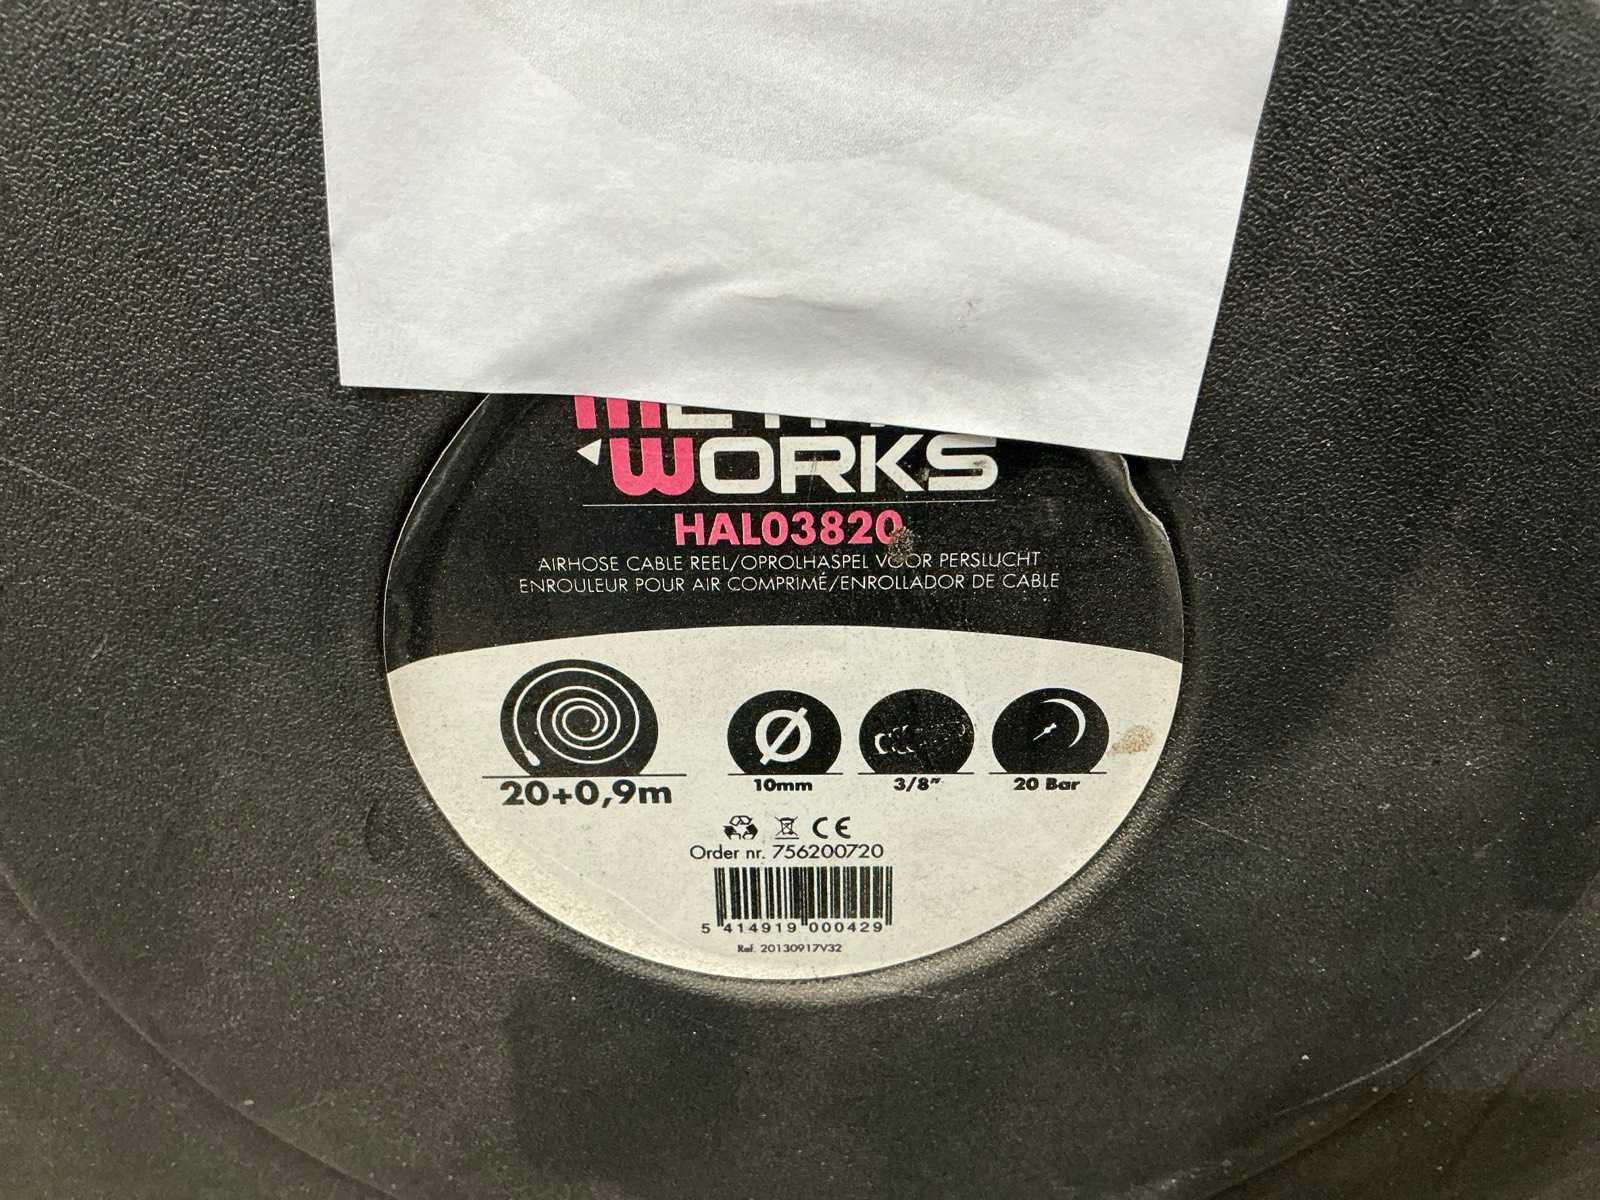 WORKS
HAL03820
AIRHOSE CABLE REEL/OPROLHASPEL VOOR PERSLUCHT
ENROULEUR POUR AIR COMPRIMÉ/ENROLLADOR DE CABLE
20+0,9m
10mm
3/8"
20 Bar
CE
Order nr. 756200720
5 414919 000429
Ref. 20130917V32